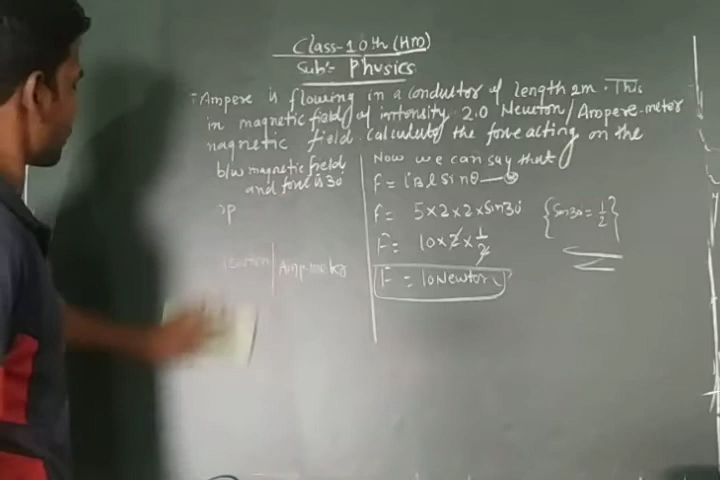 Class-10th (HM)
Sub:- Physics
Ampere is flowing in a conductor of length 2m. This
in magnetic field of intensity 2.0 Newton/Ampere-meter
magnetic field calculate the force acting on the
b/w magnetic field
and force is 30
Now we can say that
F = iBl Sinθ
F = 5×2×2×Sin30 {Sin30 = 1/2}
F = 10×2×1/2
F = 10 Newton
Newton/Amp-meter